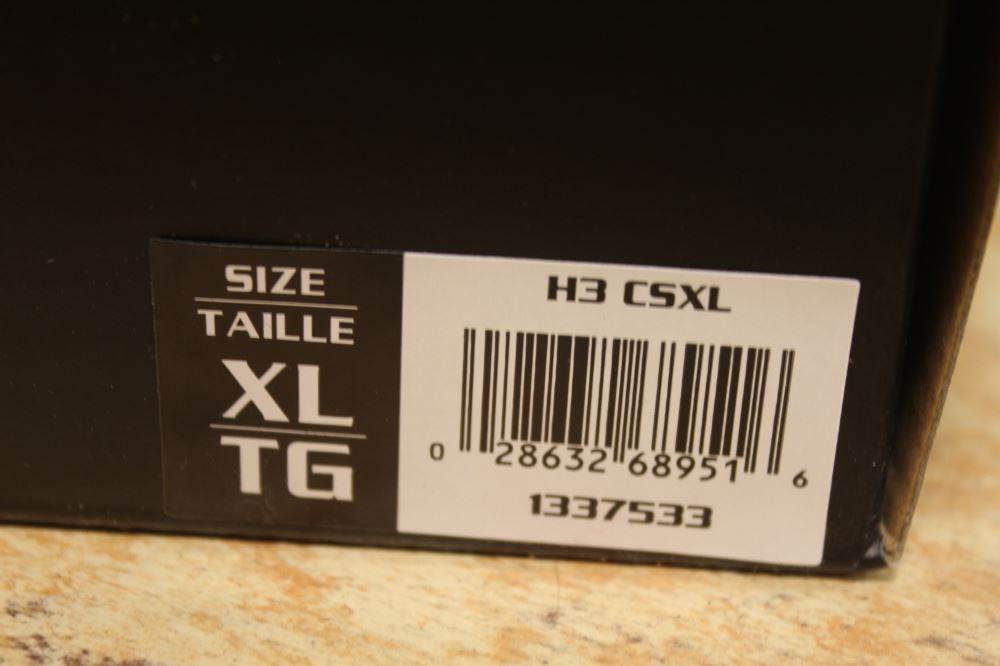 SIZE
TAILLE
XL
TG
H3 CSXL
0 28632 68951 6
1337533